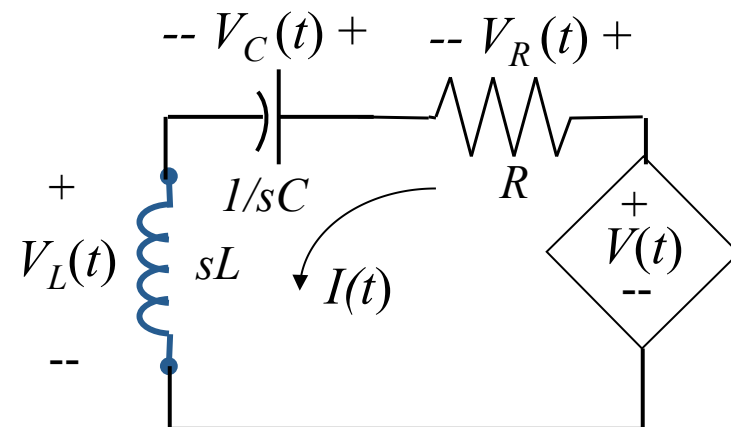 -- V_C(t) + -- V_R(t) +
1/sC R
+ +
V_L(t) sL I(t) V(t)
-- --